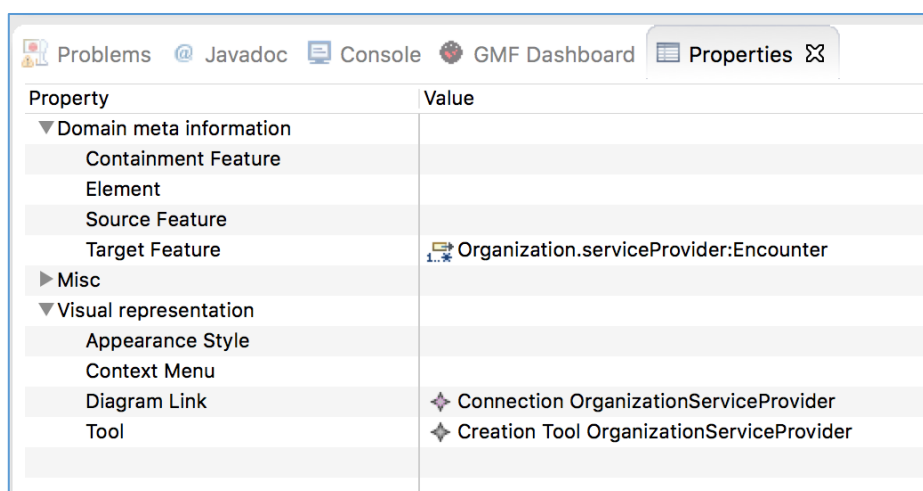 Problems @ Javadoc Console GMF Dashboard Properties
Property Value
Domain meta information
Containment Feature
Element
Source Feature
Target Feature 1..* Organization.serviceProvider:Encounter
Misc
Visual representation
Appearance Style
Context Menu
Diagram Link Connection OrganizationServiceProvider
Tool Creation Tool OrganizationServiceProvider